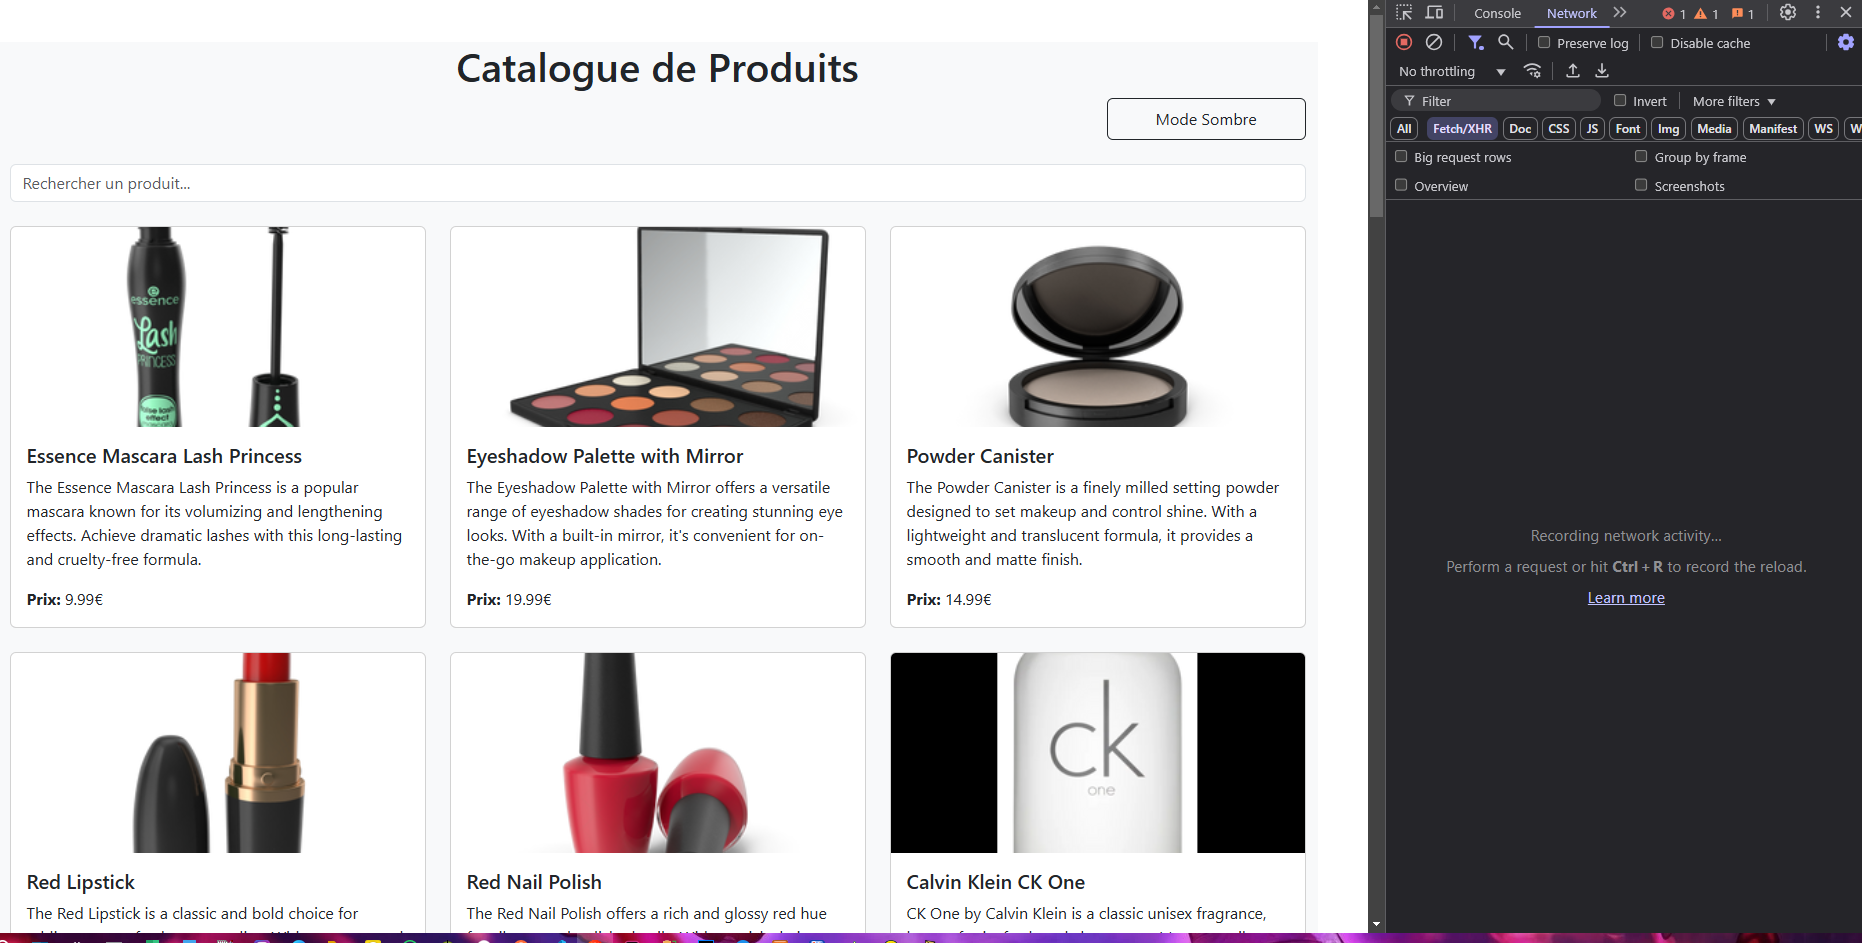 Catalogue de Produits
Mode Sombre
Rechercher un produit...
essence
Lash
PRINCESS
false lash
effect
Essence Mascara Lash Princess
The Essence Mascara Lash Princess is a popular
mascara known for its volumizing and lengthening
effects. Achieve dramatic lashes with this long-lasting
and cruelty-free formula.
Prix: 9.99€
Eyeshadow Palette with Mirror
The Eyeshadow Palette with Mirror offers a versatile
range of eyeshadow shades for creating stunning eye
looks. With a built-in mirror, it's convenient for on-
the-go makeup application.
Prix: 19.99€
Powder Canister
The Powder Canister is a finely milled setting powder
designed to set makeup and control shine. With a
lightweight and translucent formula, it provides a
smooth and matte finish.
Prix: 14.99€
Red Lipstick
The Red Lipstick is a classic and bold choice for
Red Nail Polish
The Red Nail Polish offers a rich and glossy red hue
ck
one
Calvin Klein CK One
CK One by Calvin Klein is a classic unisex fragrance,
Console Network 1 1 1
Preserve log Disable cache
No throttling
Filter Invert More filters
All Fetch/XHR Doc CSS JS Font Img Media Manifest WS W
Big request rows Group by frame
Overview Screenshots
Recording network activity...
Perform a request or hit Ctrl + R to record the reload.
Learn more